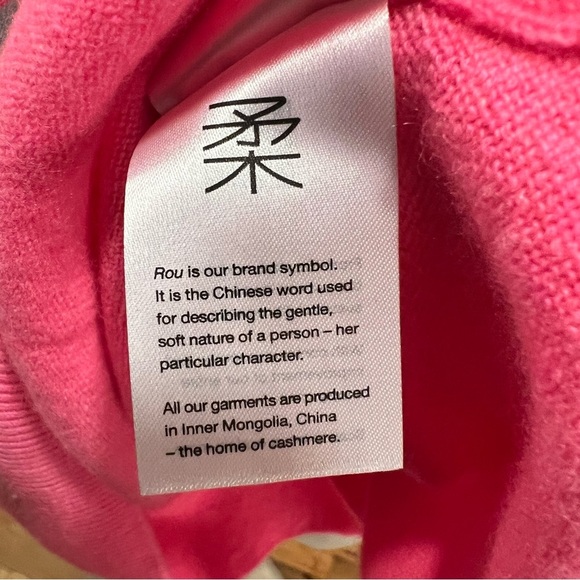 柔
Rou is our brand symbol.
It is the Chinese word used
for describing the gentle,
soft nature of a person – her
particular character.
All our garments are produced
in Inner Mongolia, China
– the home of cashmere.